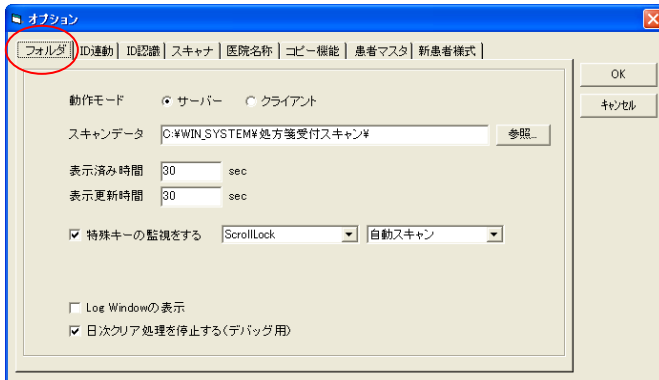 オプション
フォルダ ID連動 ID認識 スキャナ 医院名称 コピー機能 患者マスタ 新患者様式
OK
キャンセル
動作モード サーバー クライアント
スキャンデータ C:¥WIN_SYSTEM¥処方箋受付スキャン¥ 参照...
表示済み時間 30 sec
表示更新時間 30 sec
特殊キーの監視をする ScrollLock 自動スキャン
Log Windowの表示
日次クリア処理を停止する(デバッグ用)